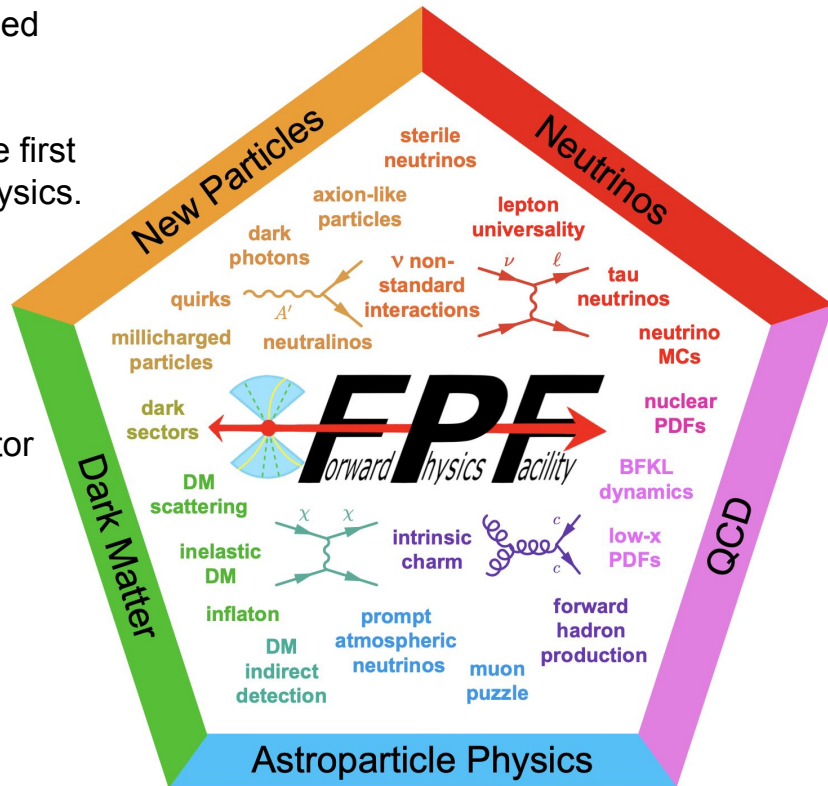 ed
e first
ysics.
tor
New Particles
Neutrinos
QCD
Astroparticle Physics
Dark Matter
sterile
neutrinos
axion-like
particles
dark
photons
lepton
universality
ν non-
standard
interactions
ν ℓ
tau
neutrinos
quirks
A′
neutralinos
millicharged
particles
neutrino
MCs
dark
sectors
Forward Physics Facility
nuclear
PDFs
BFKL
dynamics
DM
scattering
χ χ
inelastic
DM
intrinsic
charm
c
c
low-x
PDFs
inflaton
DM
indirect
detection
prompt
atmospheric
neutrinos
muon
puzzle
forward
hadron
production